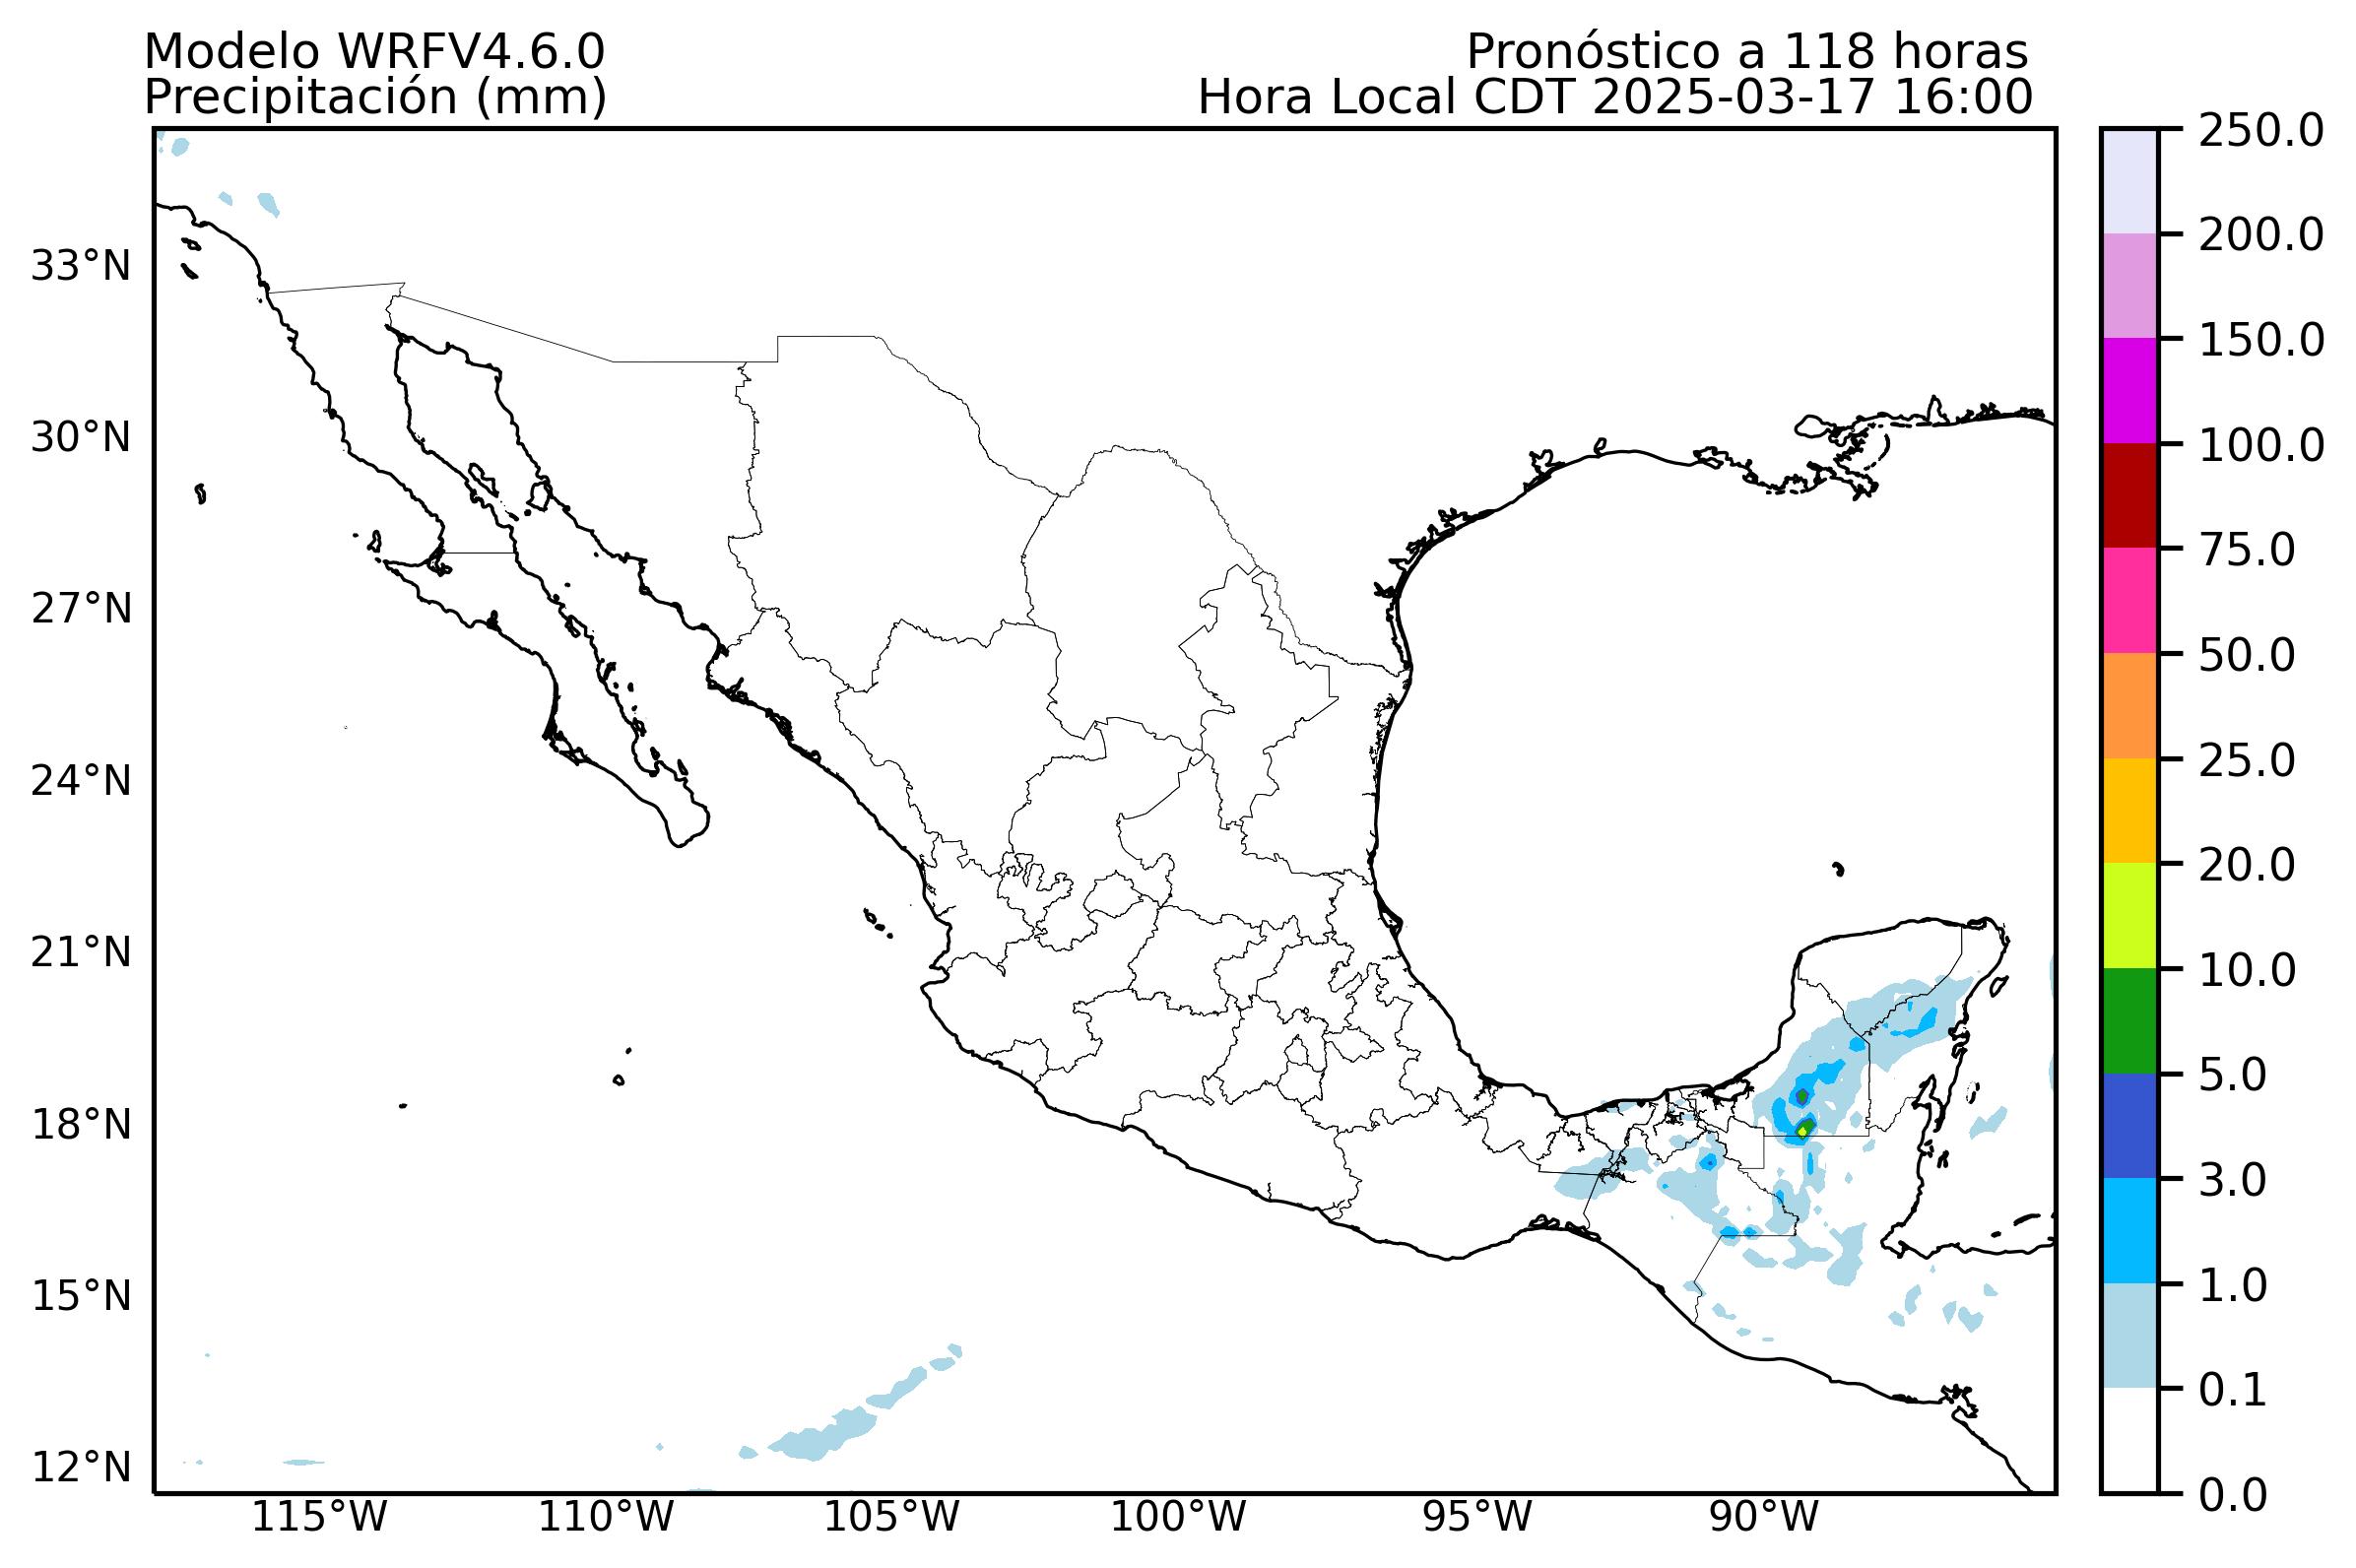 Modelo WRFV4.6.0
Precipitación (mm)
Pronóstico a 118 horas
Hora Local CDT 2025-03-17 16:00
33°N
30°N
27°N
24°N
21°N
18°N
15°N
12°N
115°W
110°W
105°W
100°W
95°W
90°W
250.0
200.0
150.0
100.0
75.0
50.0
25.0
20.0
10.0
5.0
3.0
1.0
0.1
0.0